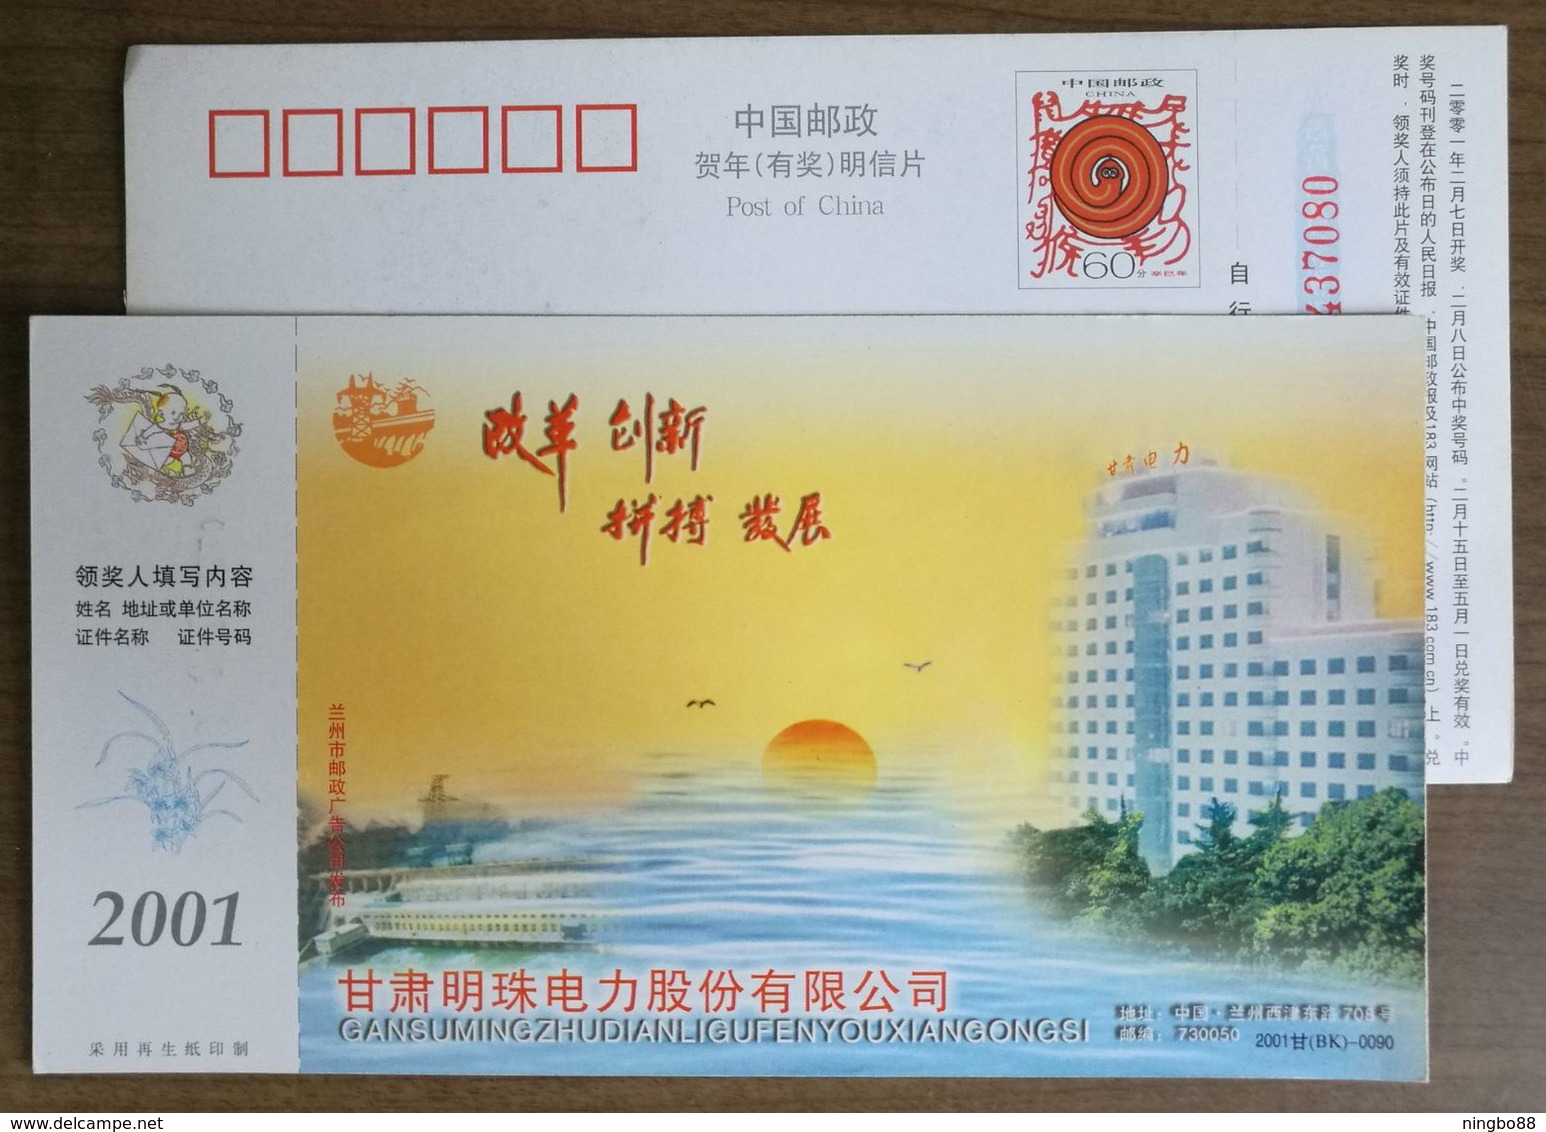 中国邮政
贺年(有奖)明信片
Post of China
中国邮政
CHINA
60分 辛巳年
自行
437080
二零零一年二月七日开奖.二月八日公布中奖号码。二月十五日至五月一日兑奖有效。中
奖号码刊登在公布日的人民日报.中国邮政报及183网站(http://www.183.com.cn)上。兑
奖时,领奖人须持此片及有效证件
领奖人填写内容
姓名 地址或单位名称
证件名称 证件号码
2001
采用再生纸印制
改革 创新
拼搏 發展
甘肃电力
兰州市邮政广告公司发布
甘肃明珠电力股份有限公司
GANSUMINGZHUDIANLIGUFENYOUXIANGONGSI
地址:中国·兰州西津东路708号
邮编:730050
2001甘(BK)-0090
delcampe.net
ningbo88